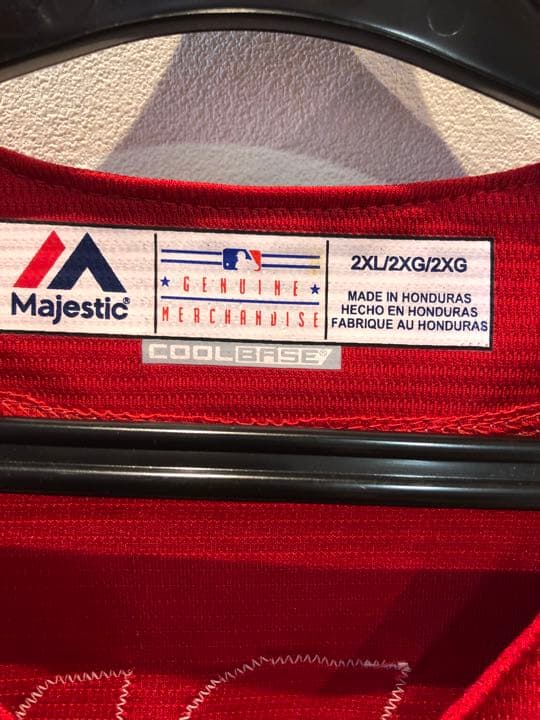 Majestic®
GENUINE
MERCHANDISE
2XL/2XG/2XG
MADE IN HONDURAS
HECHO EN HONDURAS
FABRIQUE AU HONDURAS
COOLBASE